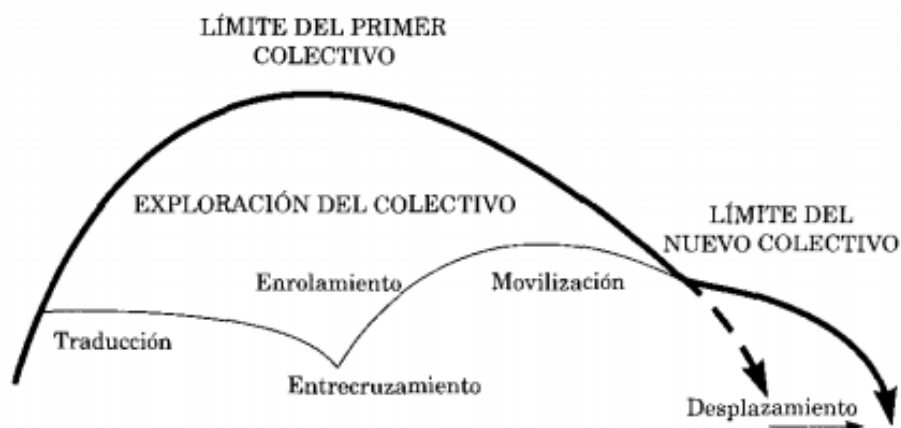 LÍMITE DEL PRIMER
COLECTIVO
EXPLORACIÓN DEL COLECTIVO
LÍMITE DEL
NUEVO COLECTIVO
Enrolamiento
Movilización
Traducción
Entrecruzamiento
Desplazamiento